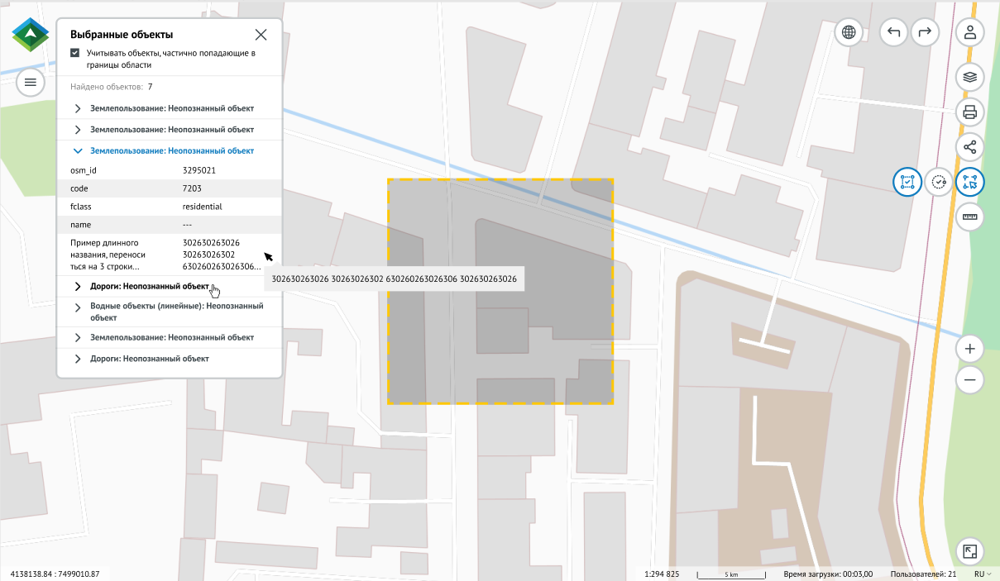 Выбранные объекты
Учитывать объекты, частично попадающие в
границы области
Найдено объектов: 7
Землепользование: Неопознанный объект
Землепользование: Неопознанный объект
Землепользование: Неопознанный объект
osm_id 3295021
code 7203
fclass residential
name ---
Пример длинного 302630263026
названия, переноси 30263026302
ться на 3 строки... 630260263026306...
302630263026 30263026302 630260263026306 302630263026
Дороги: Неопознанный объект
Водные объекты (линейные): Неопознанный
объект
Землепользование: Неопознанный объект
Дороги: Неопознанный объект
4138138.84 : 7499010.87
1:294 825
5 км
Время загрузки: 00:03,00
Пользователей: 21
RU